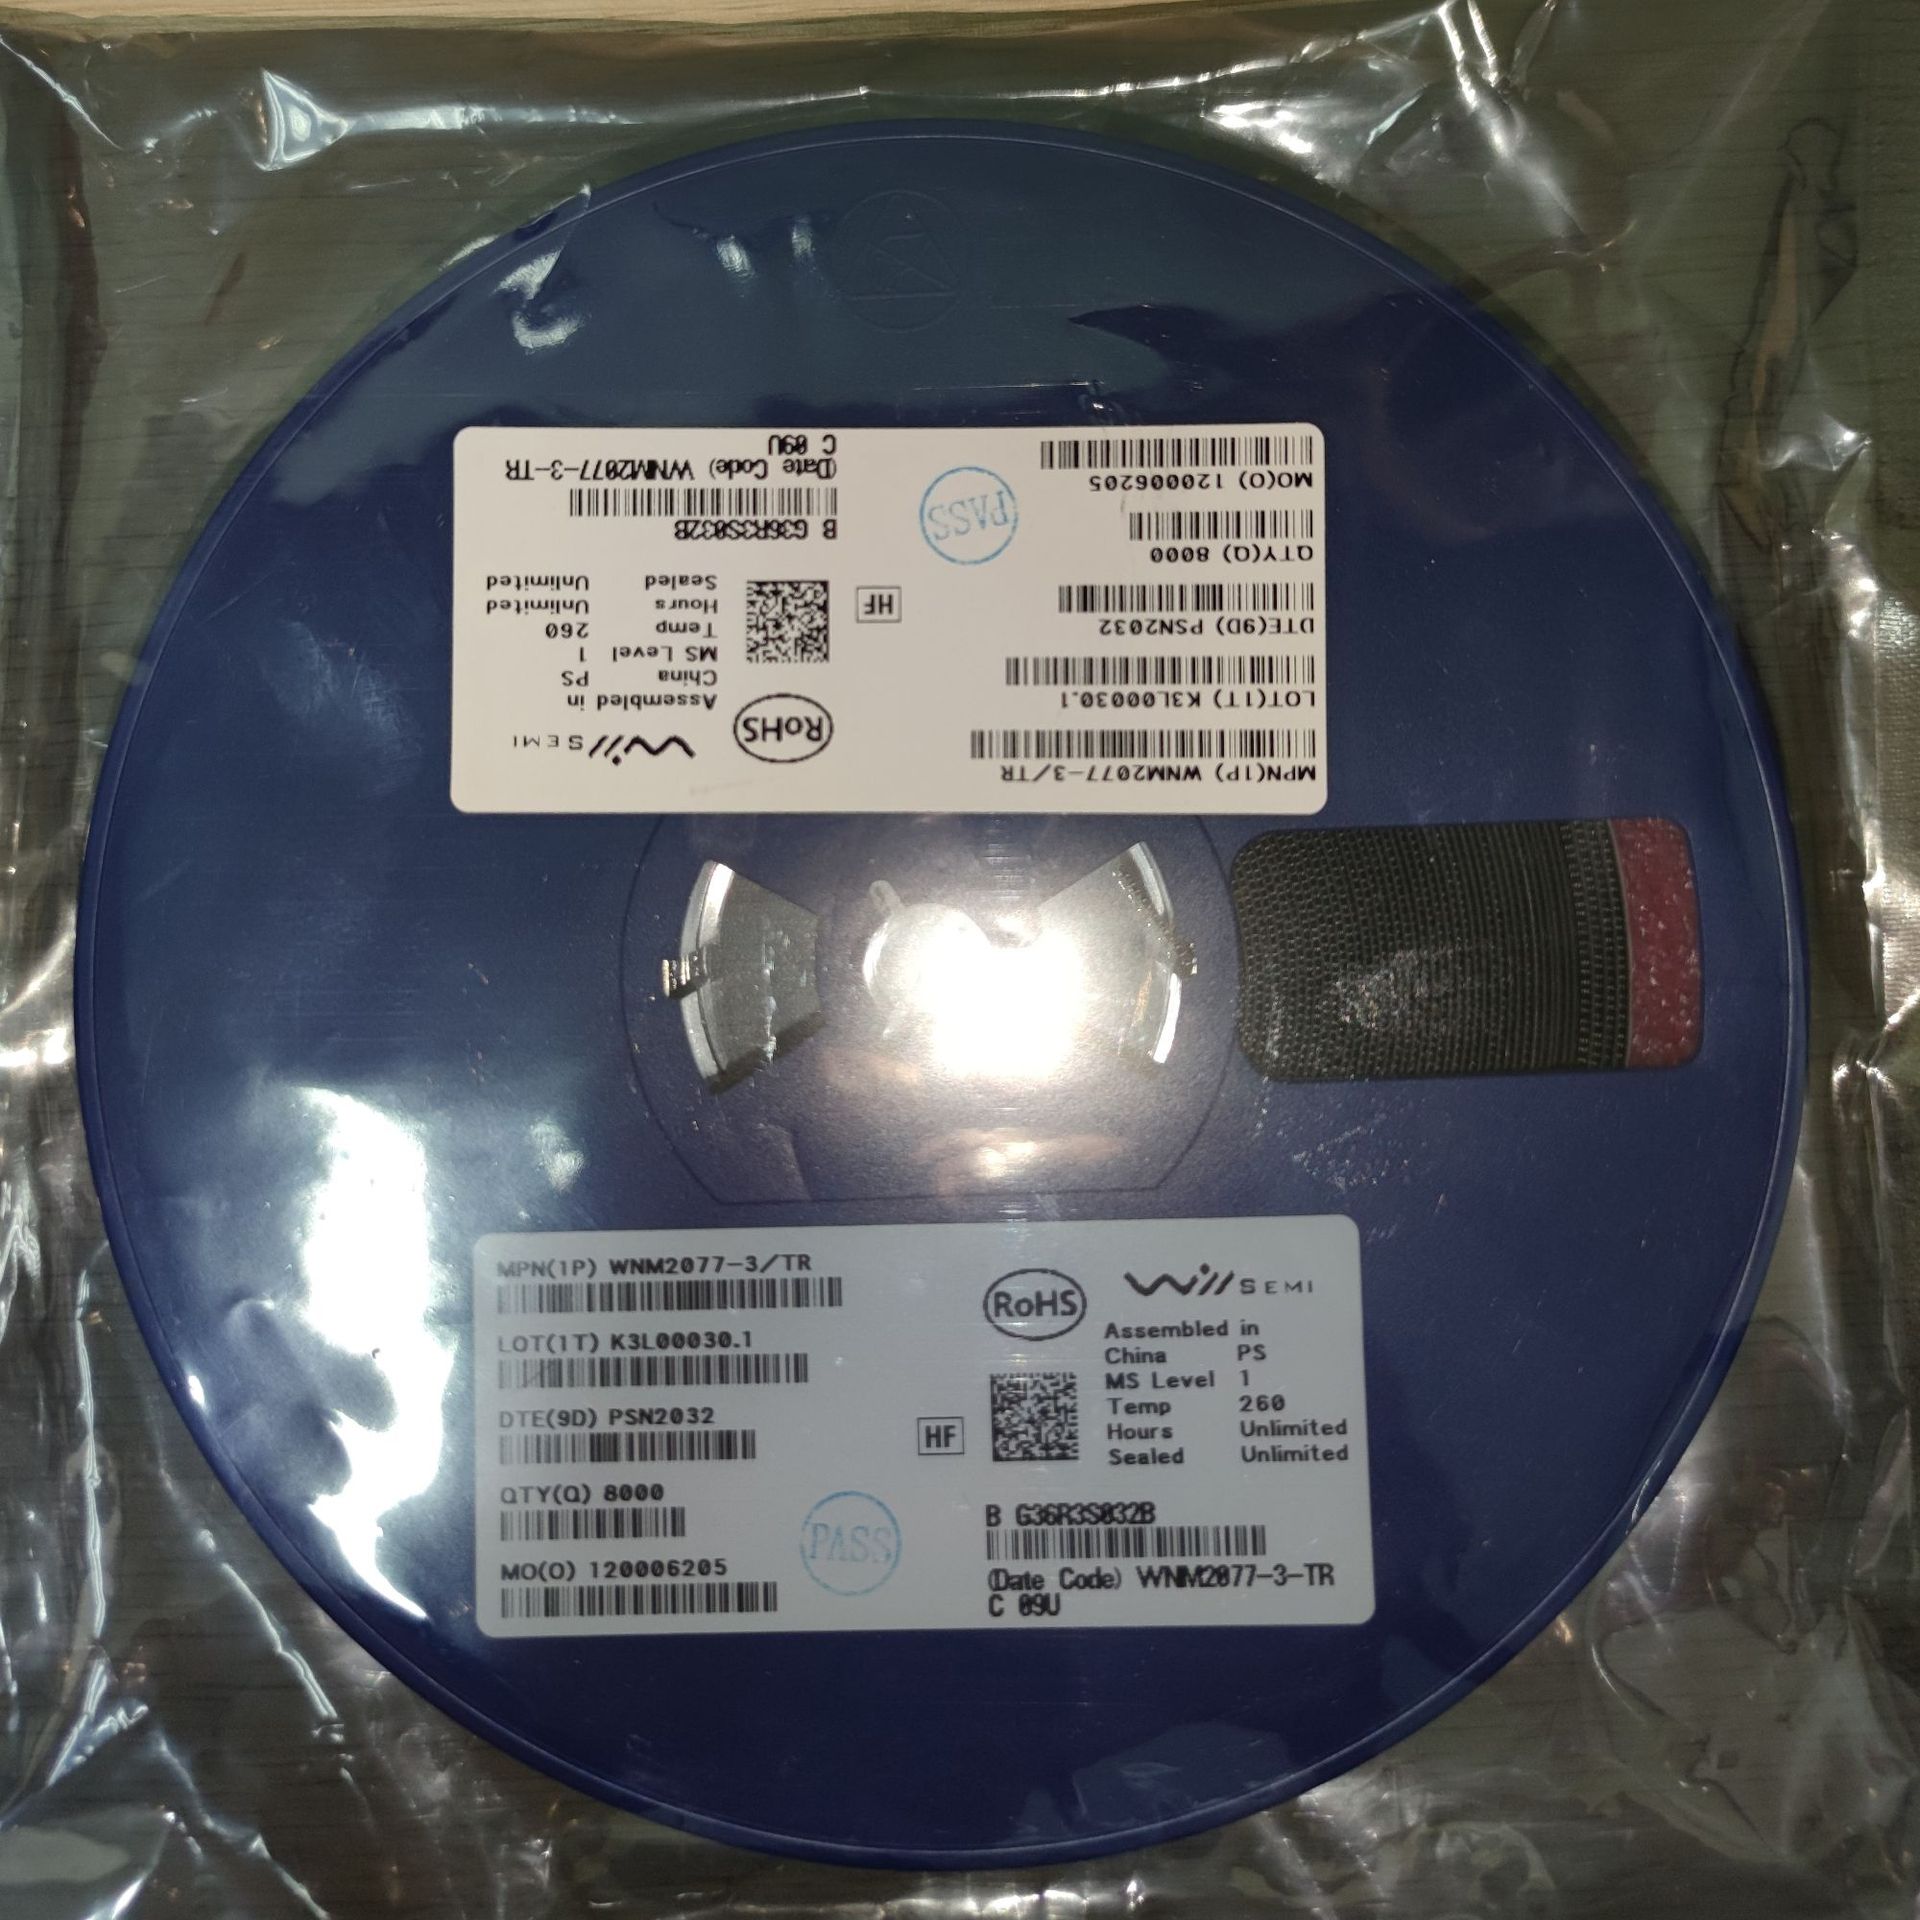 MPN(1P) WNM2077-3/TR
LOT(1T) K3L00030.1
DTE(9D) PSN2032
QTY(Q) 8000
MO(O) 120006205
PASS
HF
RoHS
Will SEMI
Assembled in
China PS
MS Level 1
Temp 260
Hours Unlimited
Sealed Unlimited
B G36R3S032B
(Date Code) WNM2077-3-TR
C 09U
MPN(1P) WNM2077-3/TR
LOT(1T) K3L00030.1
DTE(9D) PSN2032
QTY(Q) 8000
MO(O) 120006205
PASS
HF
RoHS
Will SEMI
Assembled in
China PS
MS Level 1
Temp 260
Hours Unlimited
Sealed Unlimited
B G36R3S032B
(Date Code) WNM2077-3-TR
C 09U